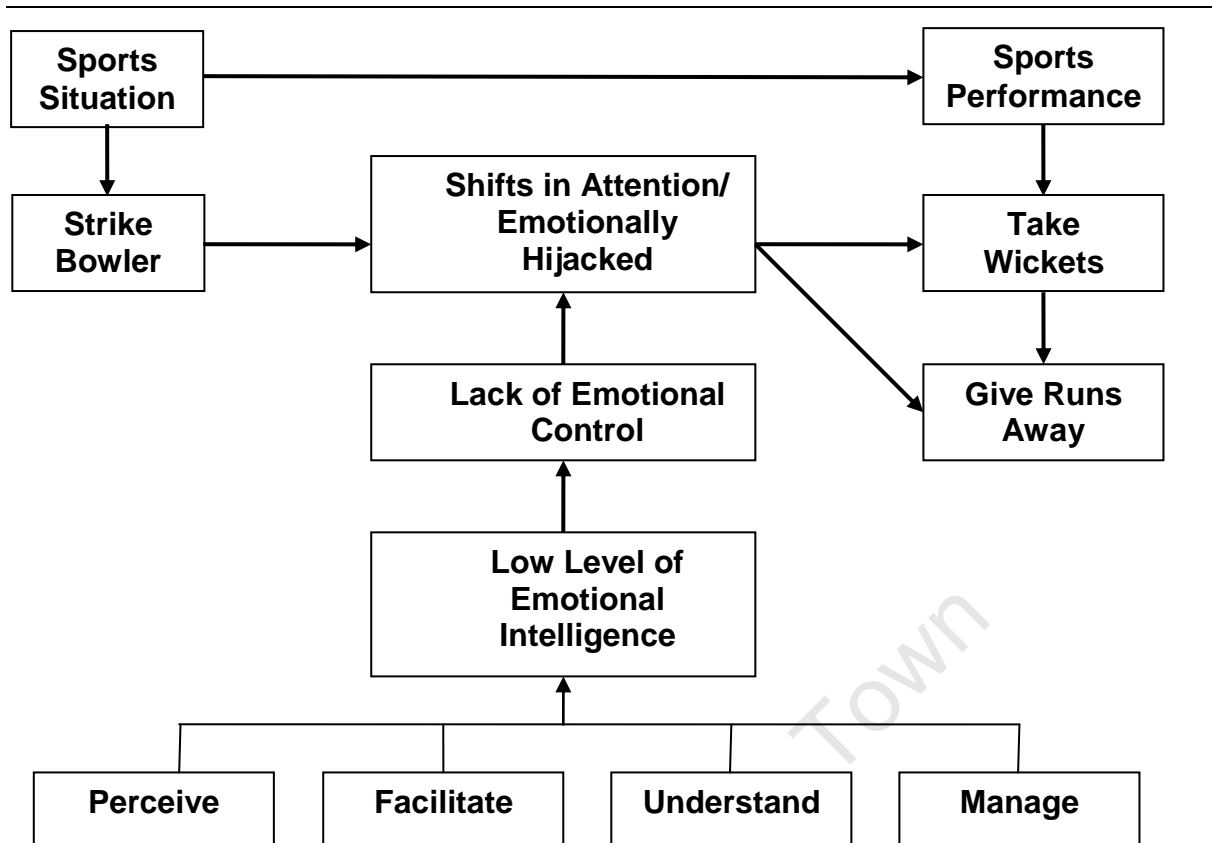 Sports
Situation
Sports
Performance
Strike
Bowler
Shifts in Attention/
Emotionally
Hijacked
Take
Wickets
Lack of Emotional
Control
Give Runs
Away
Low Level of
Emotional
Intelligence
Town
Perceive
Facilitate
Understand
Manage